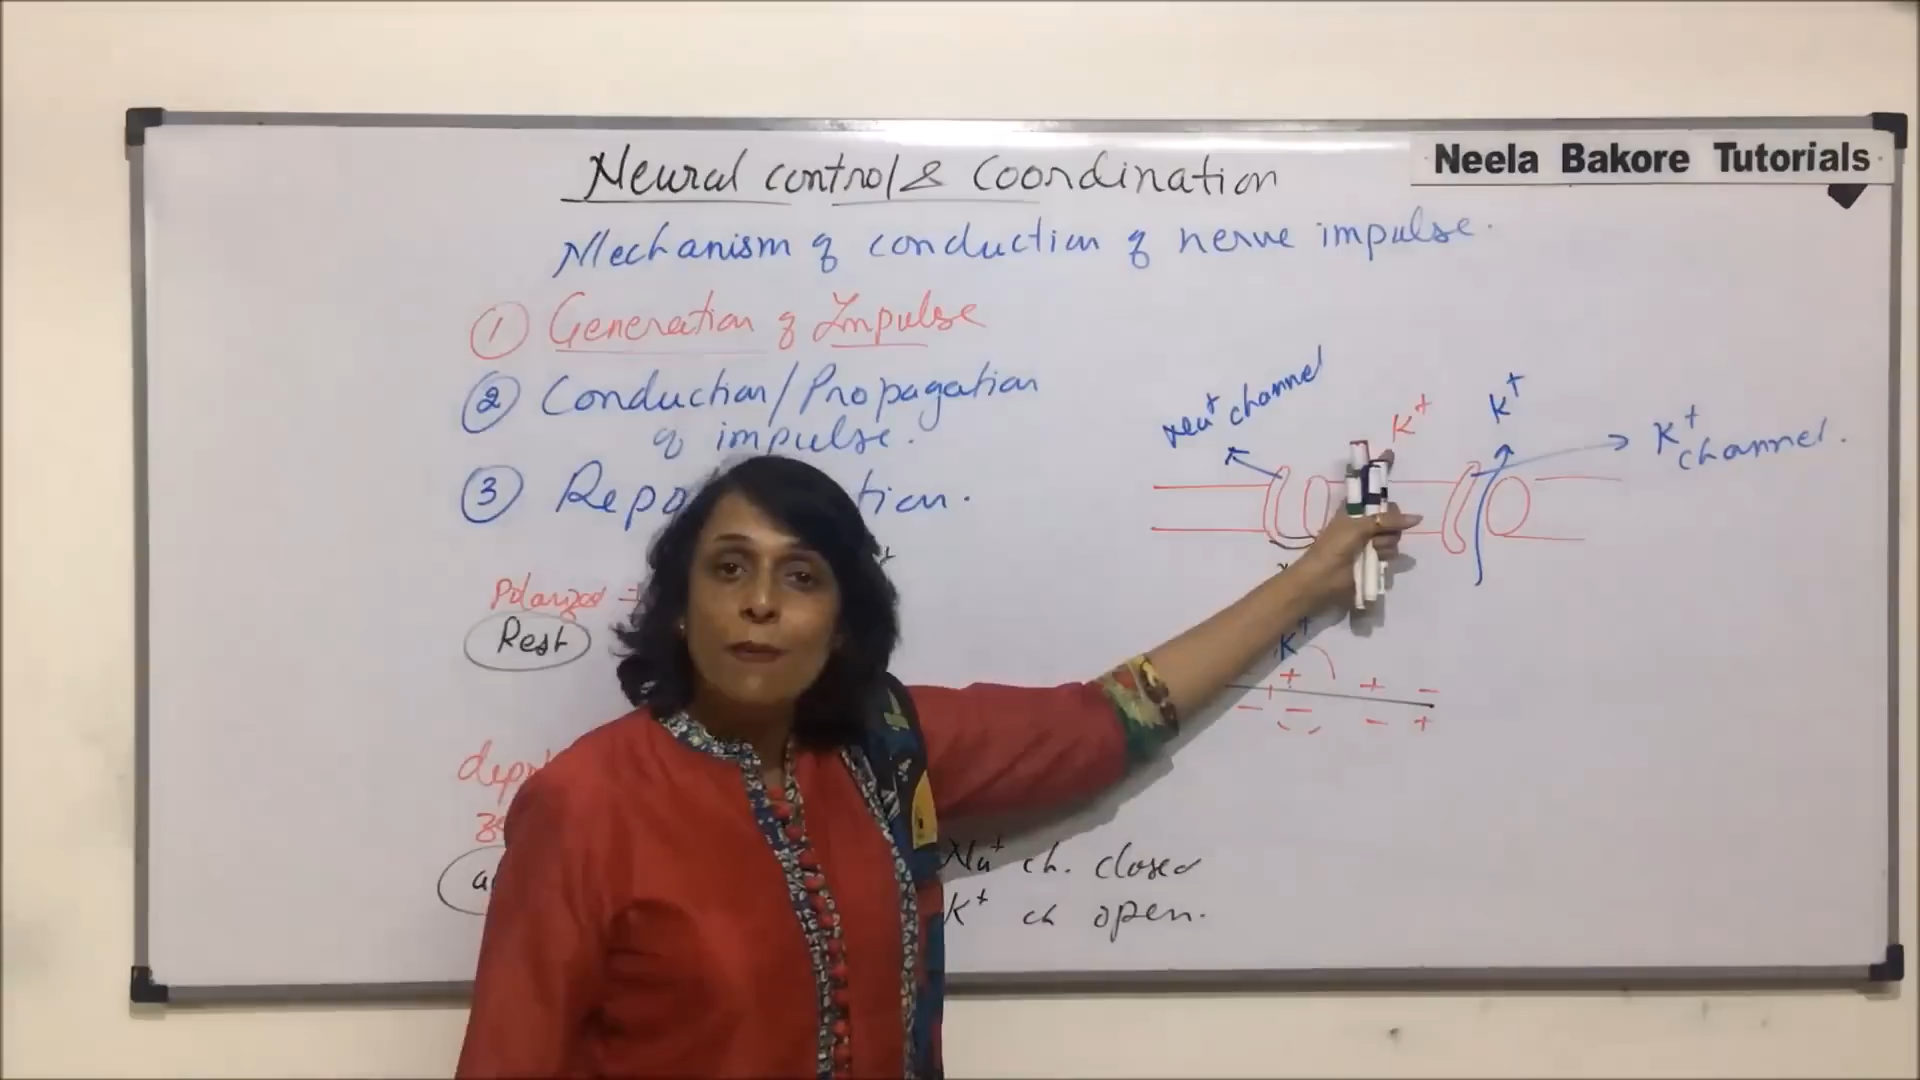 Neela Bakore Tutorials
Neural control & Coordination
Mechanism of conduction of nerve impulse.
① Generation of Impulse
② Conduction/Propagation
of impulse.
③ Repo tion.
Na+ channel
K+
K+
K+ channel.
Polarized →
Rest
K+
+ + -
- - - +
Na+ ch. closed
K+ ch open.